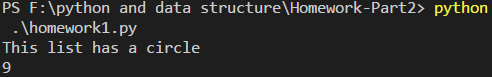 PS F:\python and data structure\Homework-Part2> python
.\homework1.py
This list has a circle
9